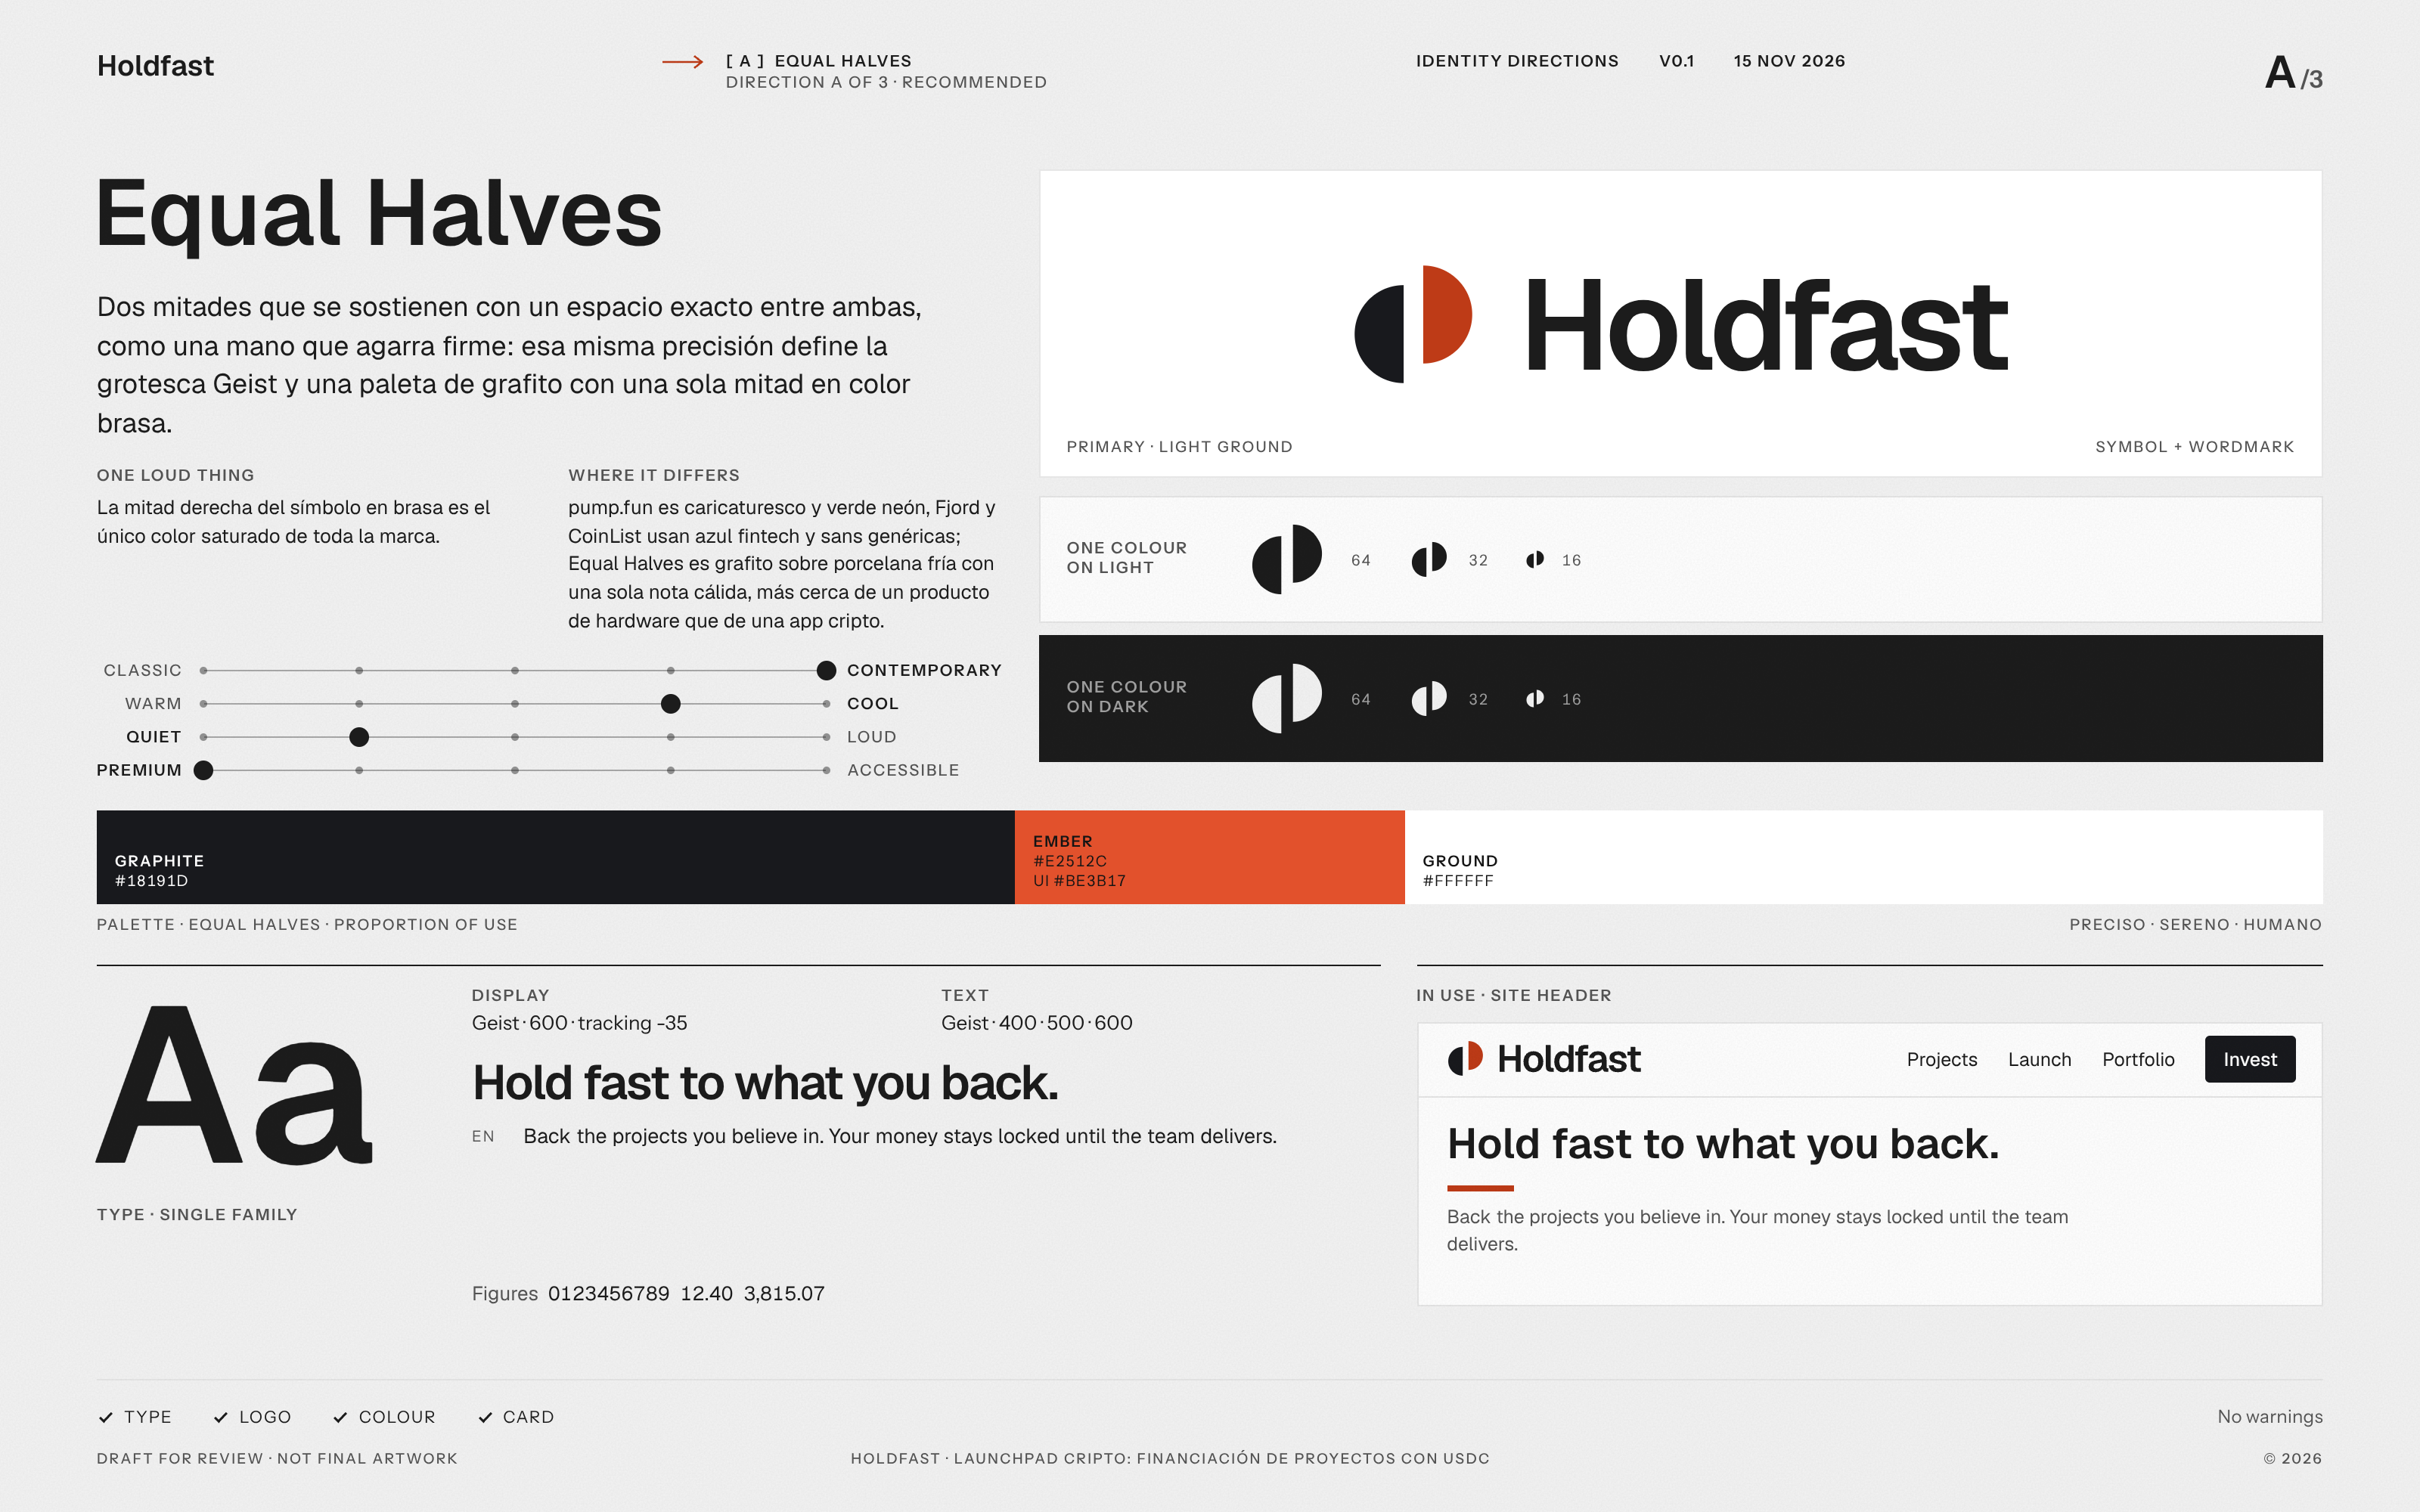 Holdfast
[ A ] EQUAL HALVES
DIRECTION A OF 3 · RECOMMENDED
IDENTITY DIRECTIONS V0.1 15 NOV 2026
A/3
Equal Halves
Dos mitades que se sostienen con un espacio exacto entre ambas,
como una mano que agarra firme: esa misma precisión define la
grotesca Geist y una paleta de grafito con una sola mitad en color
brasa.
ONE LOUD THING
La mitad derecha del símbolo en brasa es el
único color saturado de toda la marca.
WHERE IT DIFFERS
pump.fun es caricaturesco y verde neón, Fjord y
CoinList usan azul fintech y sans genéricas;
Equal Halves es grafito sobre porcelana fría con
una sola nota cálida, más cerca de un producto
de hardware que de una app cripto.
CLASSIC CONTEMPORARY
WARM COOL
QUIET LOUD
PREMIUM ACCESSIBLE
Holdfast
PRIMARY · LIGHT GROUND
SYMBOL + WORDMARK
ONE COLOUR
ON LIGHT
64 32 16
ONE COLOUR
ON DARK
64 32 16
GRAPHITE
#18191D
EMBER
#E2512C
UI #BE3B17
GROUND
#FFFFFF
PALETTE · EQUAL HALVES · PROPORTION OF USE
PRECISO · SERENO · HUMANO
Aa
TYPE · SINGLE FAMILY
DISPLAY
Geist · 600 · tracking -35
TEXT
Geist · 400 · 500 · 600
Hold fast to what you back.
EN Back the projects you believe in. Your money stays locked until the team delivers.
Figures 0123456789 12.40 3,815.07
IN USE · SITE HEADER
Holdfast Projects Launch Portfolio Invest
Hold fast to what you back.
Back the projects you believe in. Your money stays locked until the team
delivers.
TYPE LOGO COLOUR CARD
No warnings
DRAFT FOR REVIEW · NOT FINAL ARTWORK
HOLDFAST · LAUNCHPAD CRIPTO: FINANCIACIÓN DE PROYECTOS CON USDC
© 2026